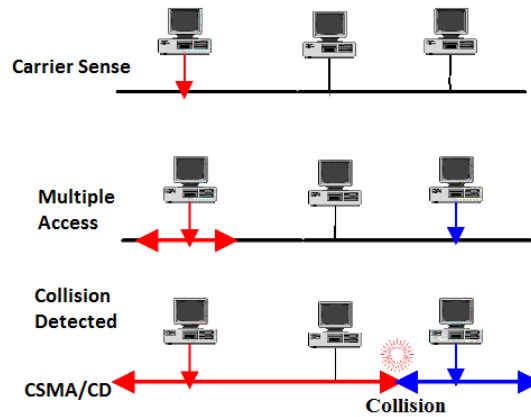 Carrier Sense
Multiple
Access
Collision
Detected
CSMA/CD
Collision